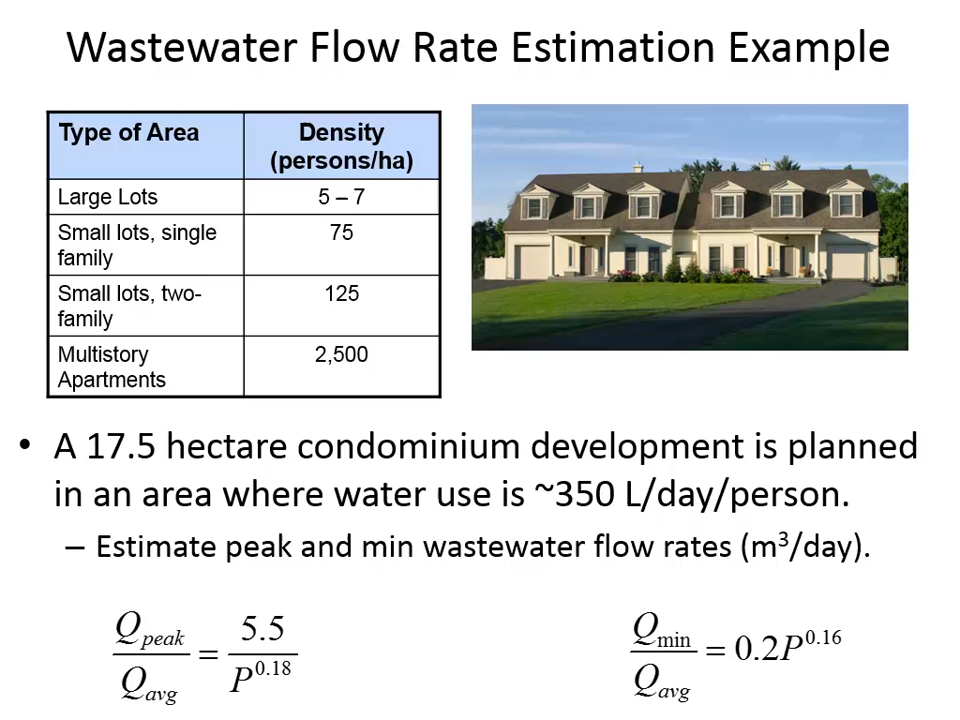 Wastewater Flow Rate Estimation Example
Type of Area Density
(persons/ha)
Large Lots 5 – 7
Small lots, single 75
family
Small lots, two- 125
family
Multistory 2,500
Apartments
• A 17.5 hectare condominium development is planned
in an area where water use is ~350 L/day/person.
– Estimate peak and min wastewater flow rates (m³/day).
Q_peak / Q_avg = 5.5 / P^0.18
Q_min / Q_avg = 0.2P^0.16